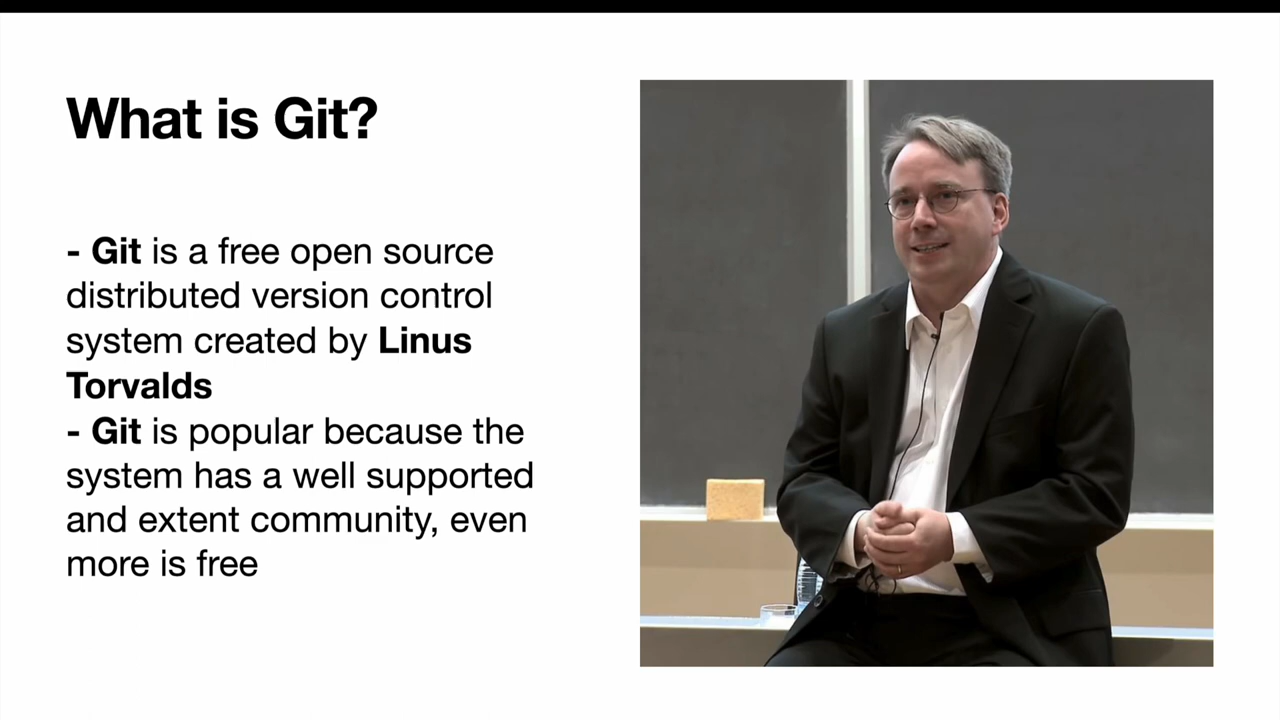 What is Git?
- Git is a free open source
distributed version control
system created by Linus
Torvalds
- Git is popular because the
system has a well supported
and extent community, even
more is free